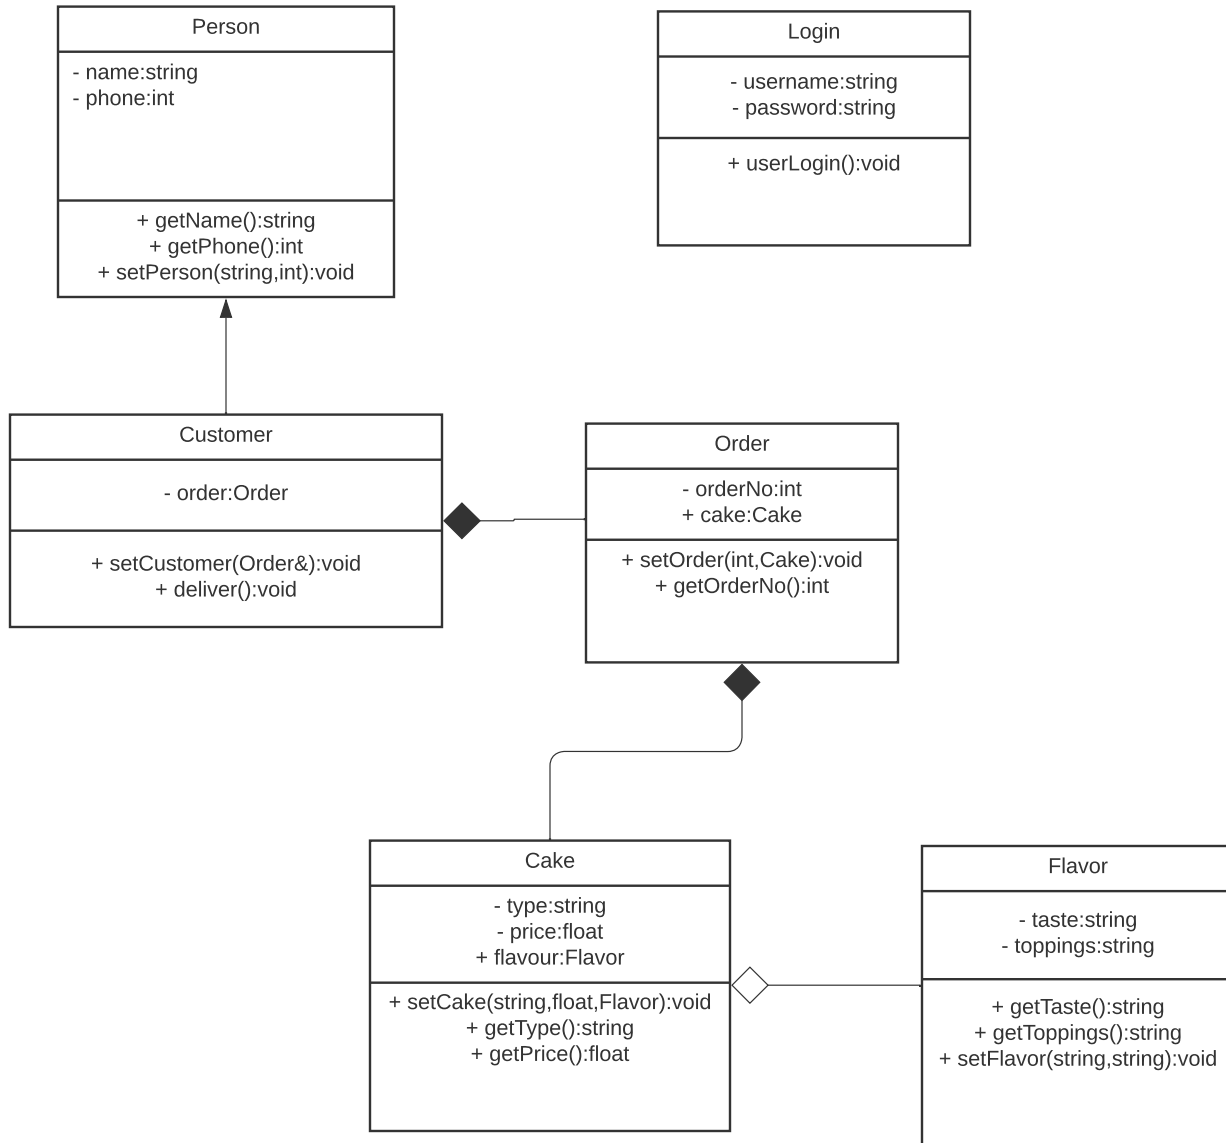 Person
- name:string
- phone:int
+ getName():string
+ getPhone():int
+ setPerson(string,int):void
Login
- username:string
- password:string
+ userLogin():void
Customer
- order:Order
+ setCustomer(Order&):void
+ deliver():void
Order
- orderNo:int
+ cake:Cake
+ setOrder(int,Cake):void
+ getOrderNo():int
Cake
- type:string
- price:float
+ flavour:Flavor
+ setCake(string,float,Flavor):void
+ getType():string
+ getPrice():float
Flavor
- taste:string
- toppings:string
+ getTaste():string
+ getToppings():string
+ setFlavor(string,string):void